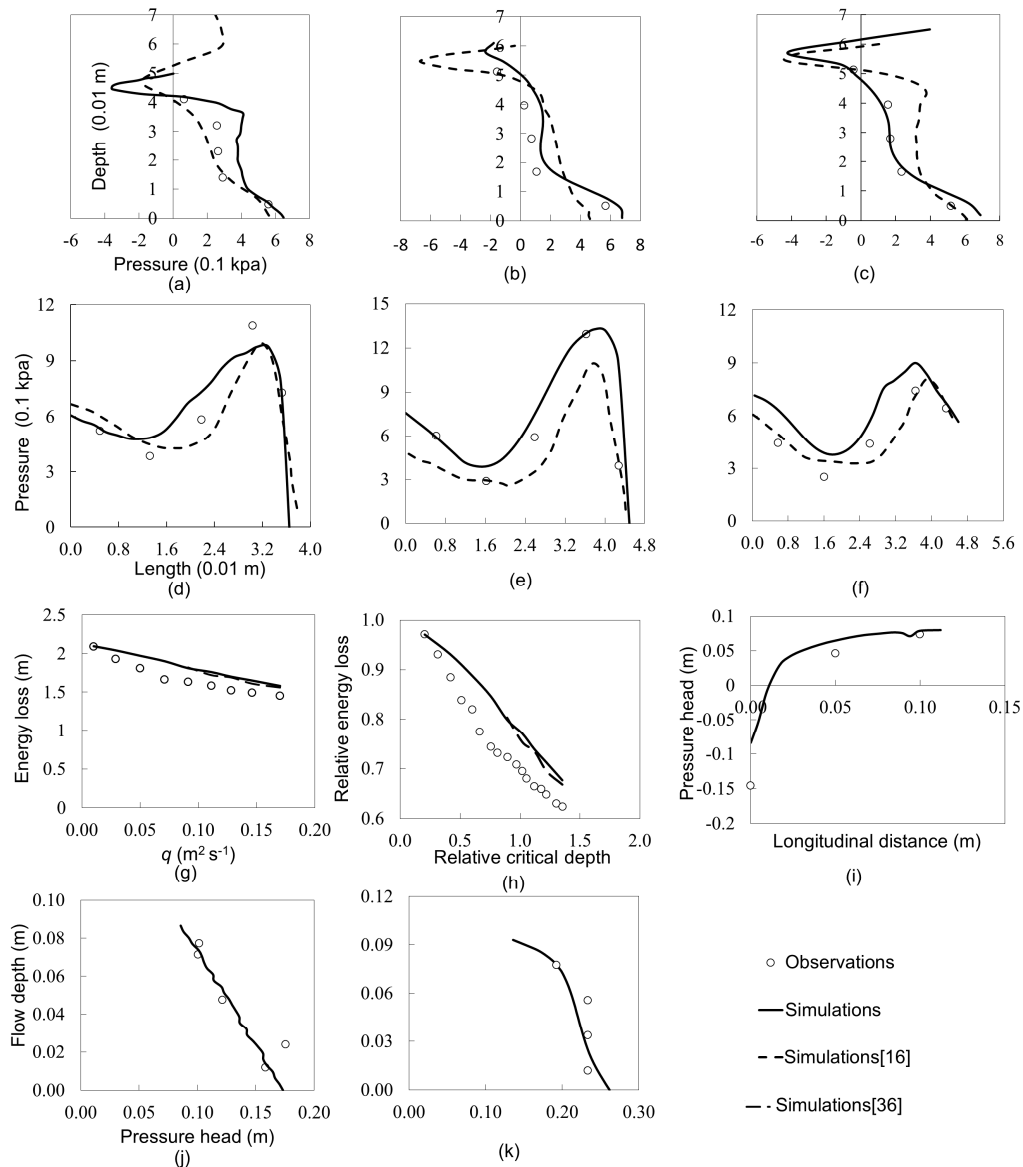 7
6
5
4
3
2
1
0
-6 -4 -2 0 2 4 6 8
Depth (0.01 m)
Pressure (0.1 kpa)
(a)
7
6
5
4
3
2
1
0
-8 -6 -4 -2 0 2 4 6 8
(b)
7
6
5
4
3
2
1
0
-6 -4 -2 0 2 4 6 8
(c)
12
9
6
3
0
0.0 0.8 1.6 2.4 3.2 4.0
Pressure (0.1 kpa)
Length (0.01 m)
(d)
15
12
9
6
3
0
0.0 0.8 1.6 2.4 3.2 4.0 4.8
(e)
12
9
6
3
0
0.0 0.8 1.6 2.4 3.2 4.0 4.8 5.6
(f)
2.5
2
1.5
1
0.5
0
0.00 0.05 0.10 0.15 0.20
Energy loss (m)
q (m² s⁻¹)
(g)
1.0
0.9
0.8
0.7
0.6
0.0 0.5 1.0 1.5 2.0
Relative energy loss
Relative critical depth
(h)
0.1
0.05
0
-0.05
-0.1
-0.15
-0.2
0.00 0.05 0.10 0.15
Pressure head (m)
Longitudinal distance (m)
(i)
0.10
0.08
0.06
0.04
0.02
0.00
0.00 0.05 0.10 0.15 0.20
Flow depth (m)
Pressure head (m)
(j)
0.12
0.09
0.06
0.03
0.00
0.00 0.10 0.20 0.30
(k)
Observations
Simulations
Simulations[16]
Simulations[36]